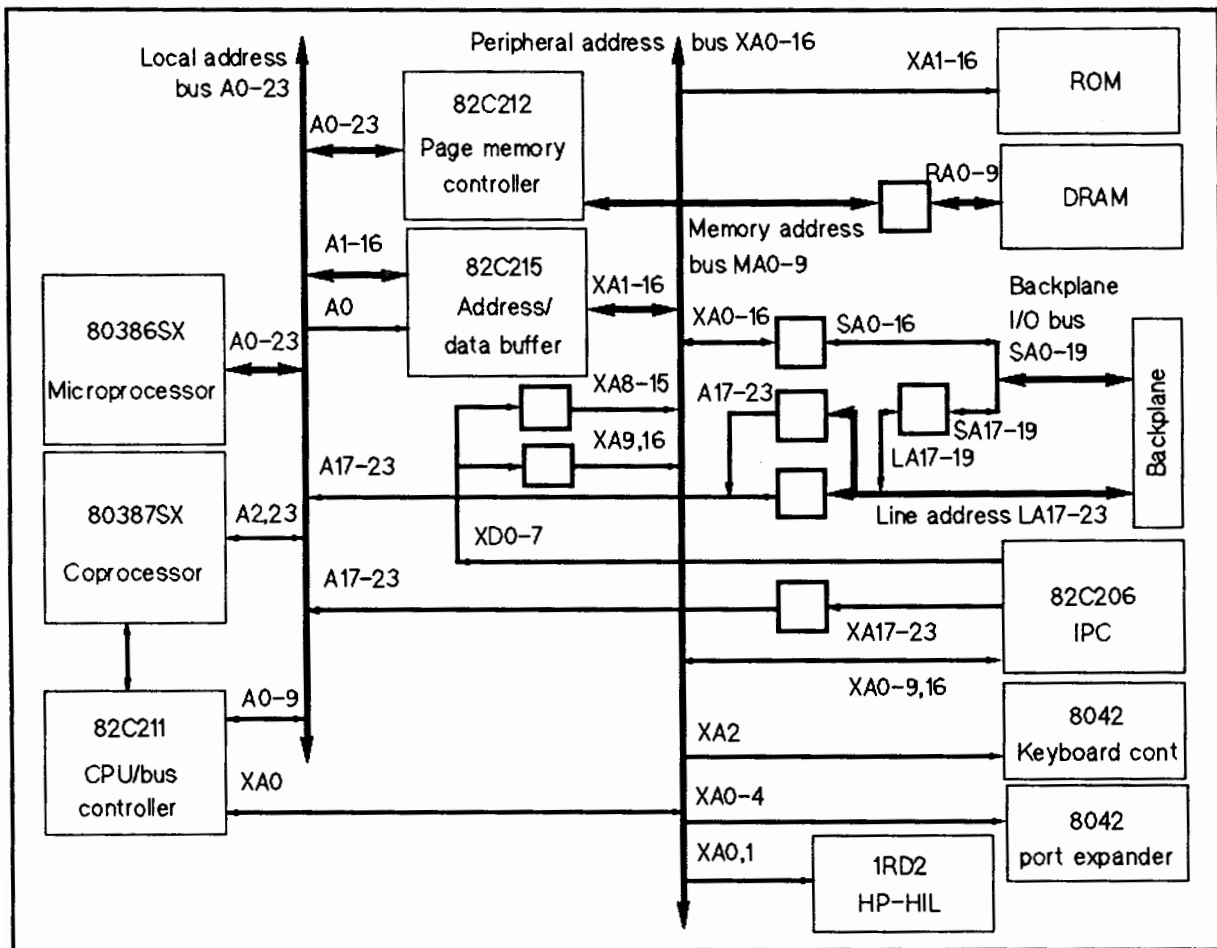 Local address
bus A0-23
Peripheral address bus XA0-16
XA1-16
ROM
A0-23
82C212
Page memory
controller
RA0-9
DRAM
Memory address
bus MA0-9
A1-16
A0
82C215
Address/
data buffer
XA1-16
80386SX
Microprocessor
A0-23
XA0-16
SA0-16
Backplane
I/O bus
SA0-19
Backplane
XA8-15
A17-23
SA17-19
LA17-19
XA9,16
A17-23
Line address LA17-23
80387SX
Coprocessor
A2,23
XD0-7
A17-23
82C206
IPC
XA17-23
XA0-9,16
82C211
CPU/bus
controller
A0-9
XA0
XA2
8042
Keyboard cont
XA0-4
8042
port expander
XA0,1
1RD2
HP-HIL